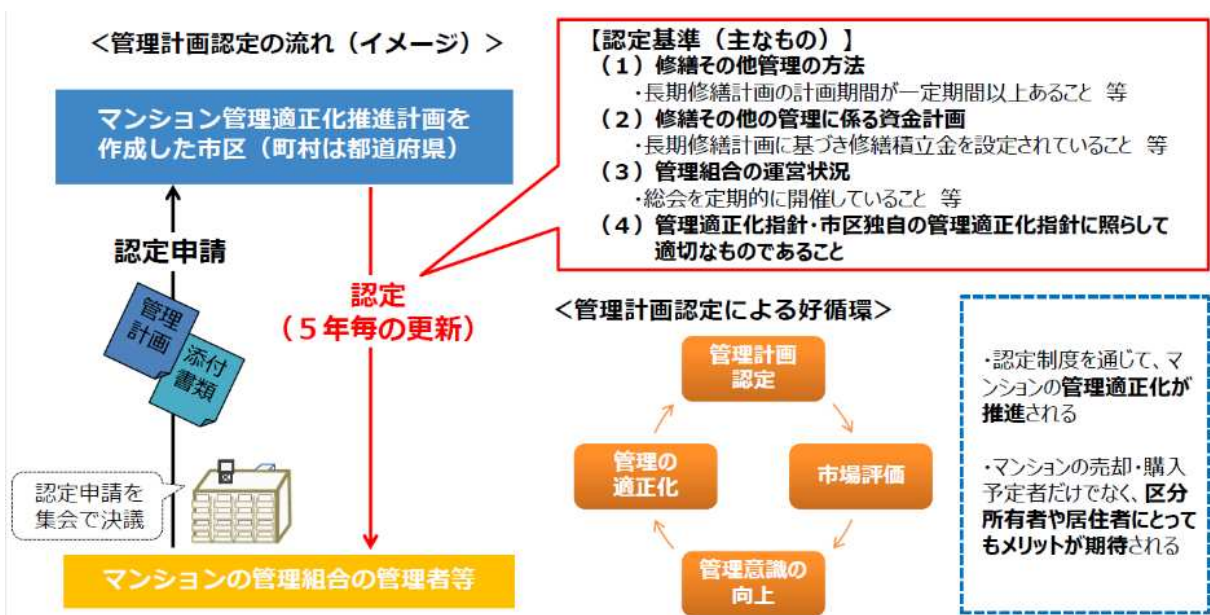 <管理計画認定の流れ（イメージ）>
マンション管理適正化推進計画を
作成した市区（町村は都道府県）
認定申請
管理
計画
添付
書類
認定申請を
集会で決議
認定
（５年毎の更新）
マンションの管理組合の管理者等
【認定基準（主なもの）】
（１）修繕その他管理の方法
・長期修繕計画の計画期間が一定期間以上あること 等
（２）修繕その他の管理に係る資金計画
・長期修繕計画に基づき修繕積立金を設定されていること 等
（３）管理組合の運営状況
・総会を定期的に開催していること 等
（４）管理適正化指針・市区独自の管理適正化指針に照らして
適切なものであること
<管理計画認定による好循環>
管理計画
認定
市場評価
管理意識の
向上
管理の
適正化
・認定制度を通じて、マ
ンションの管理適正化が
推進される
・マンションの売却・購入
予定者だけでなく、区分
所有者や居住者にとって
もメリットが期待される